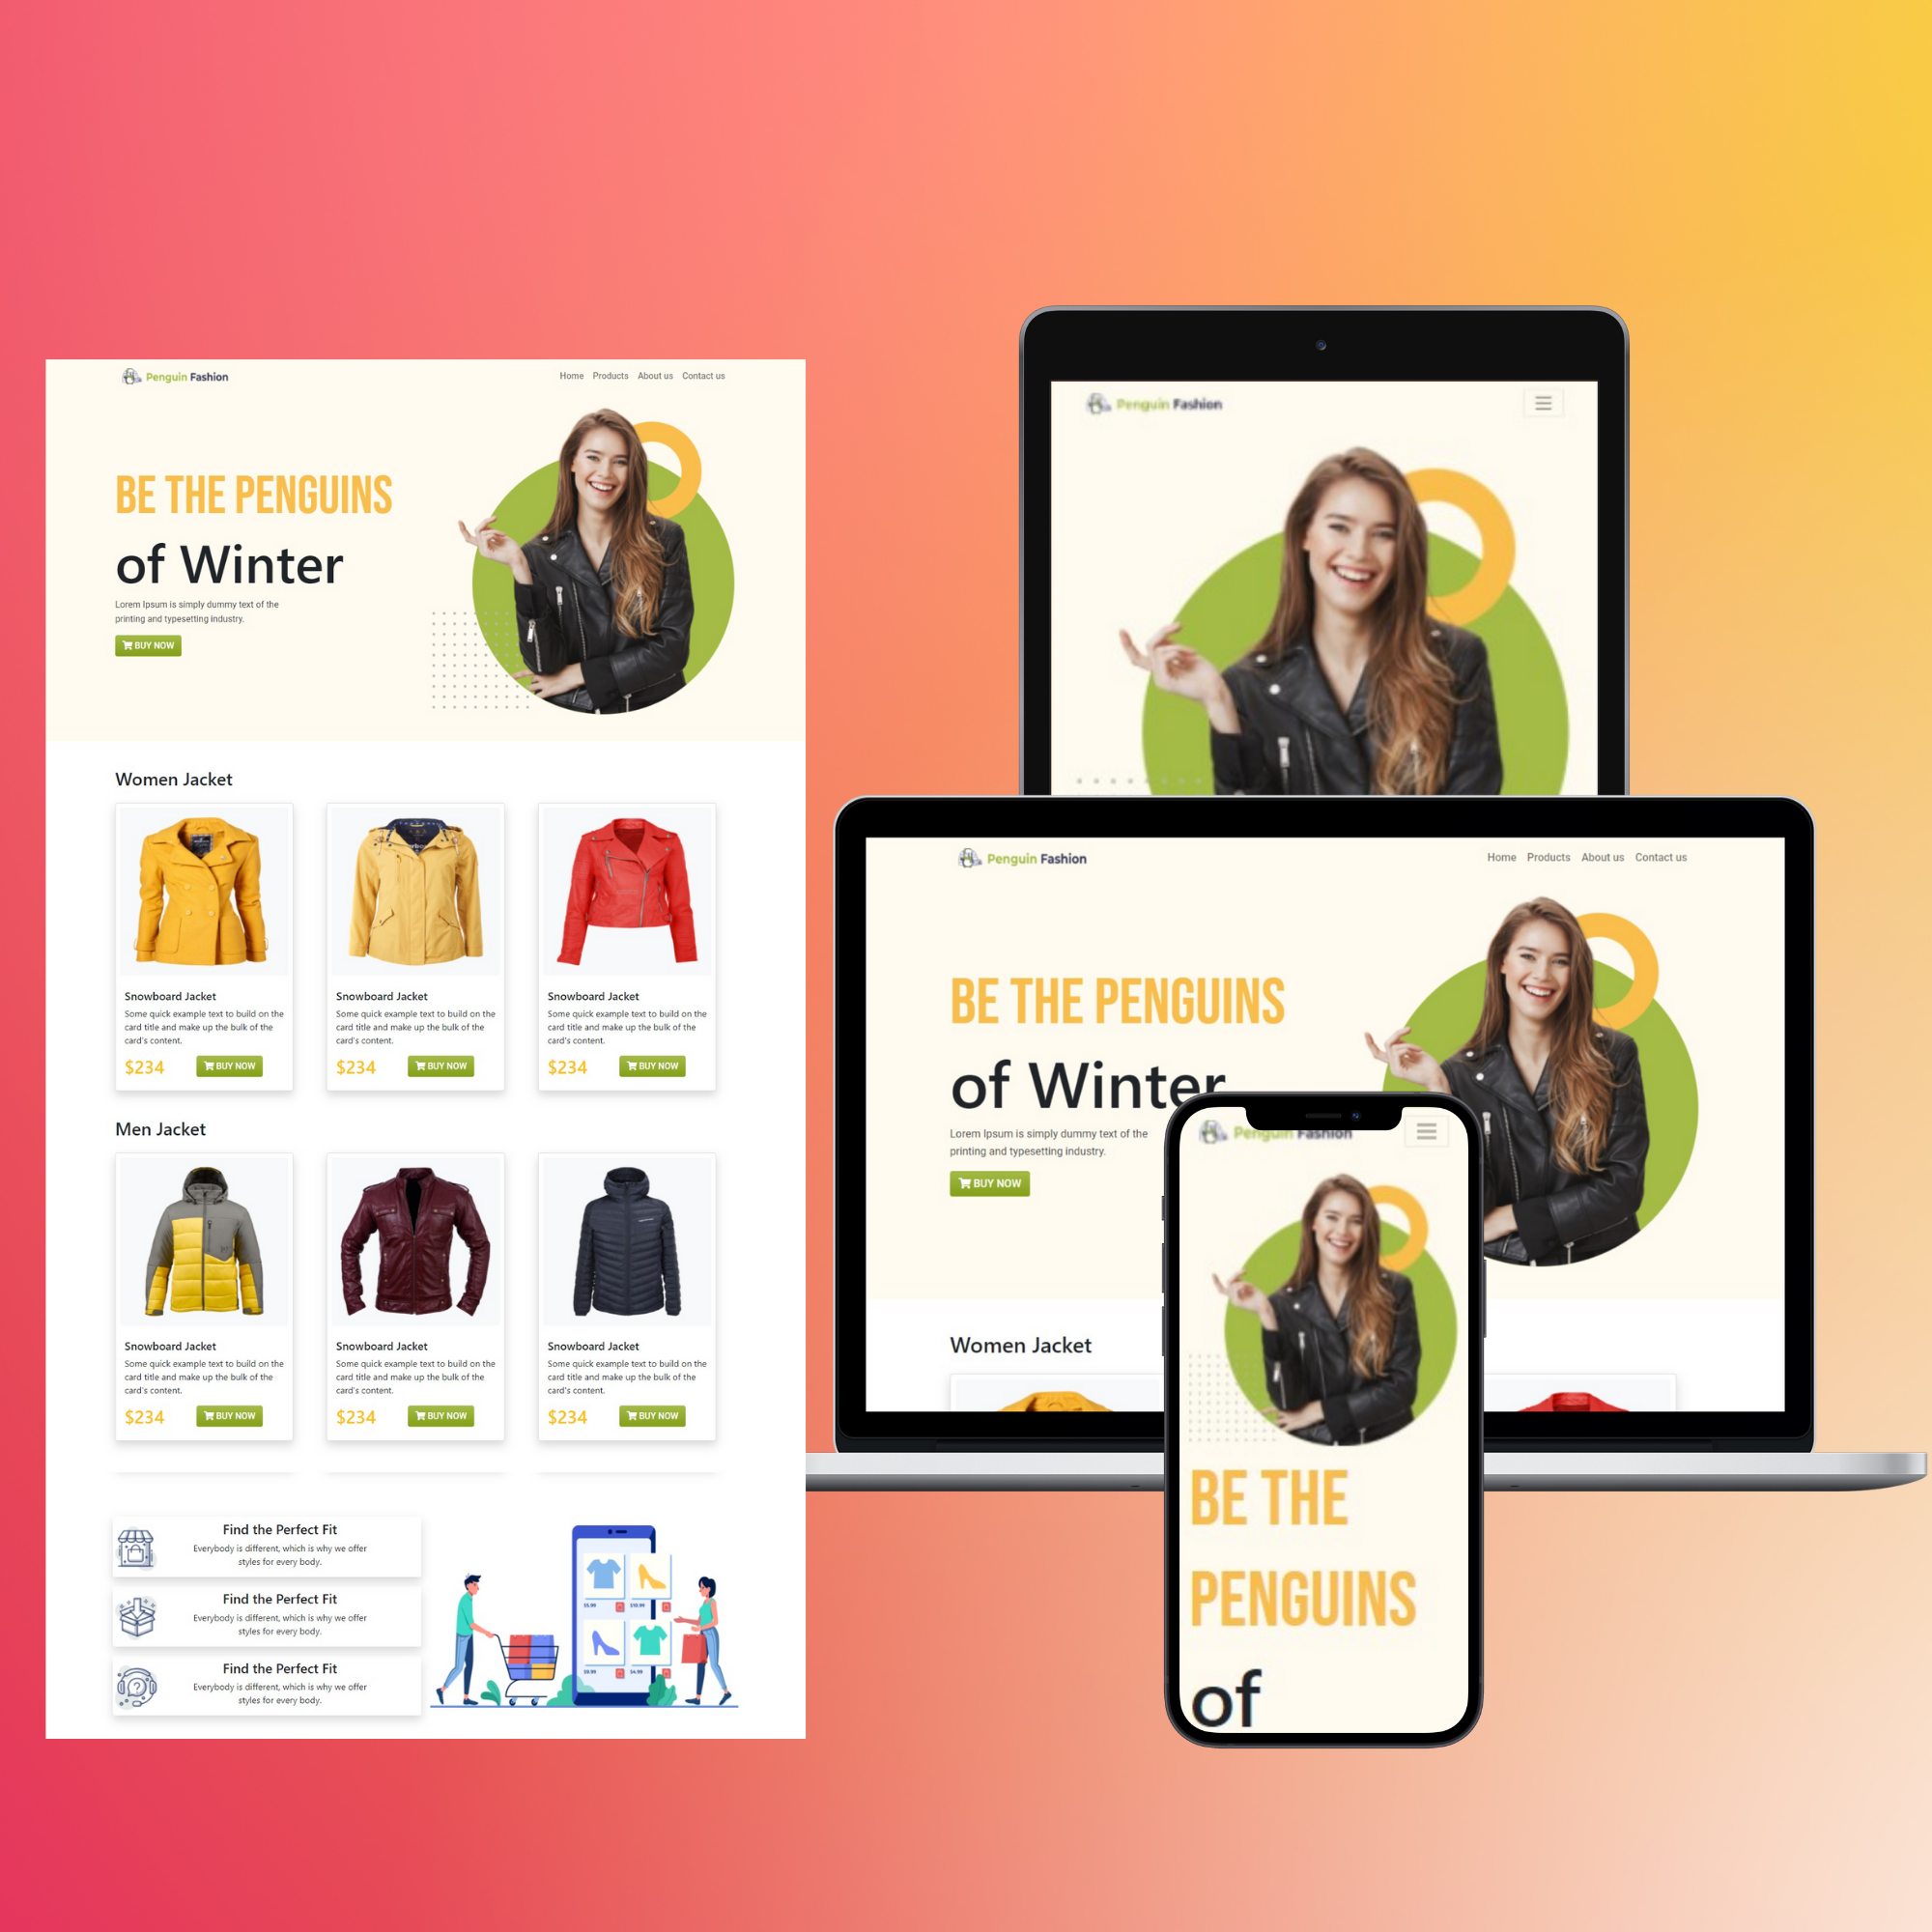 Penguin Fashion
Home Products About us Contact us
BE THE PENGUINS
of Winter
Lorem Ipsum is simply dummy text of the
printing and typesetting industry.
BUY NOW
Women Jacket
Snowboard Jacket
Some quick example text to build on the
card title and make up the bulk of the
card's content.
$234 BUY NOW
Snowboard Jacket
Some quick example text to build on the
card title and make up the bulk of the
card's content.
$234 BUY NOW
Snowboard Jacket
Some quick example text to build on the
card title and make up the bulk of the
card's content.
$234 BUY NOW
Men Jacket
Snowboard Jacket
Some quick example text to build on the
card title and make up the bulk of the
card's content.
$234 BUY NOW
Snowboard Jacket
Some quick example text to build on the
card title and make up the bulk of the
card's content.
$234 BUY NOW
Snowboard Jacket
Some quick example text to build on the
card title and make up the bulk of the
card's content.
$234 BUY NOW
Find the Perfect Fit
Everybody is different, which is why we offer
styles for every body.
Find the Perfect Fit
Everybody is different, which is why we offer
styles for every body.
Find the Perfect Fit
Everybody is different, which is why we offer
styles for every body.
Penguin Fashion
Penguin Fashion
Home Products About us Contact us
BE THE PENGUINS
of Winter
Lorem Ipsum is simply dummy text of the
printing and typesetting industry.
BUY NOW
Women Jacket
Penguin Fashion
BE THE
PENGUINS
of